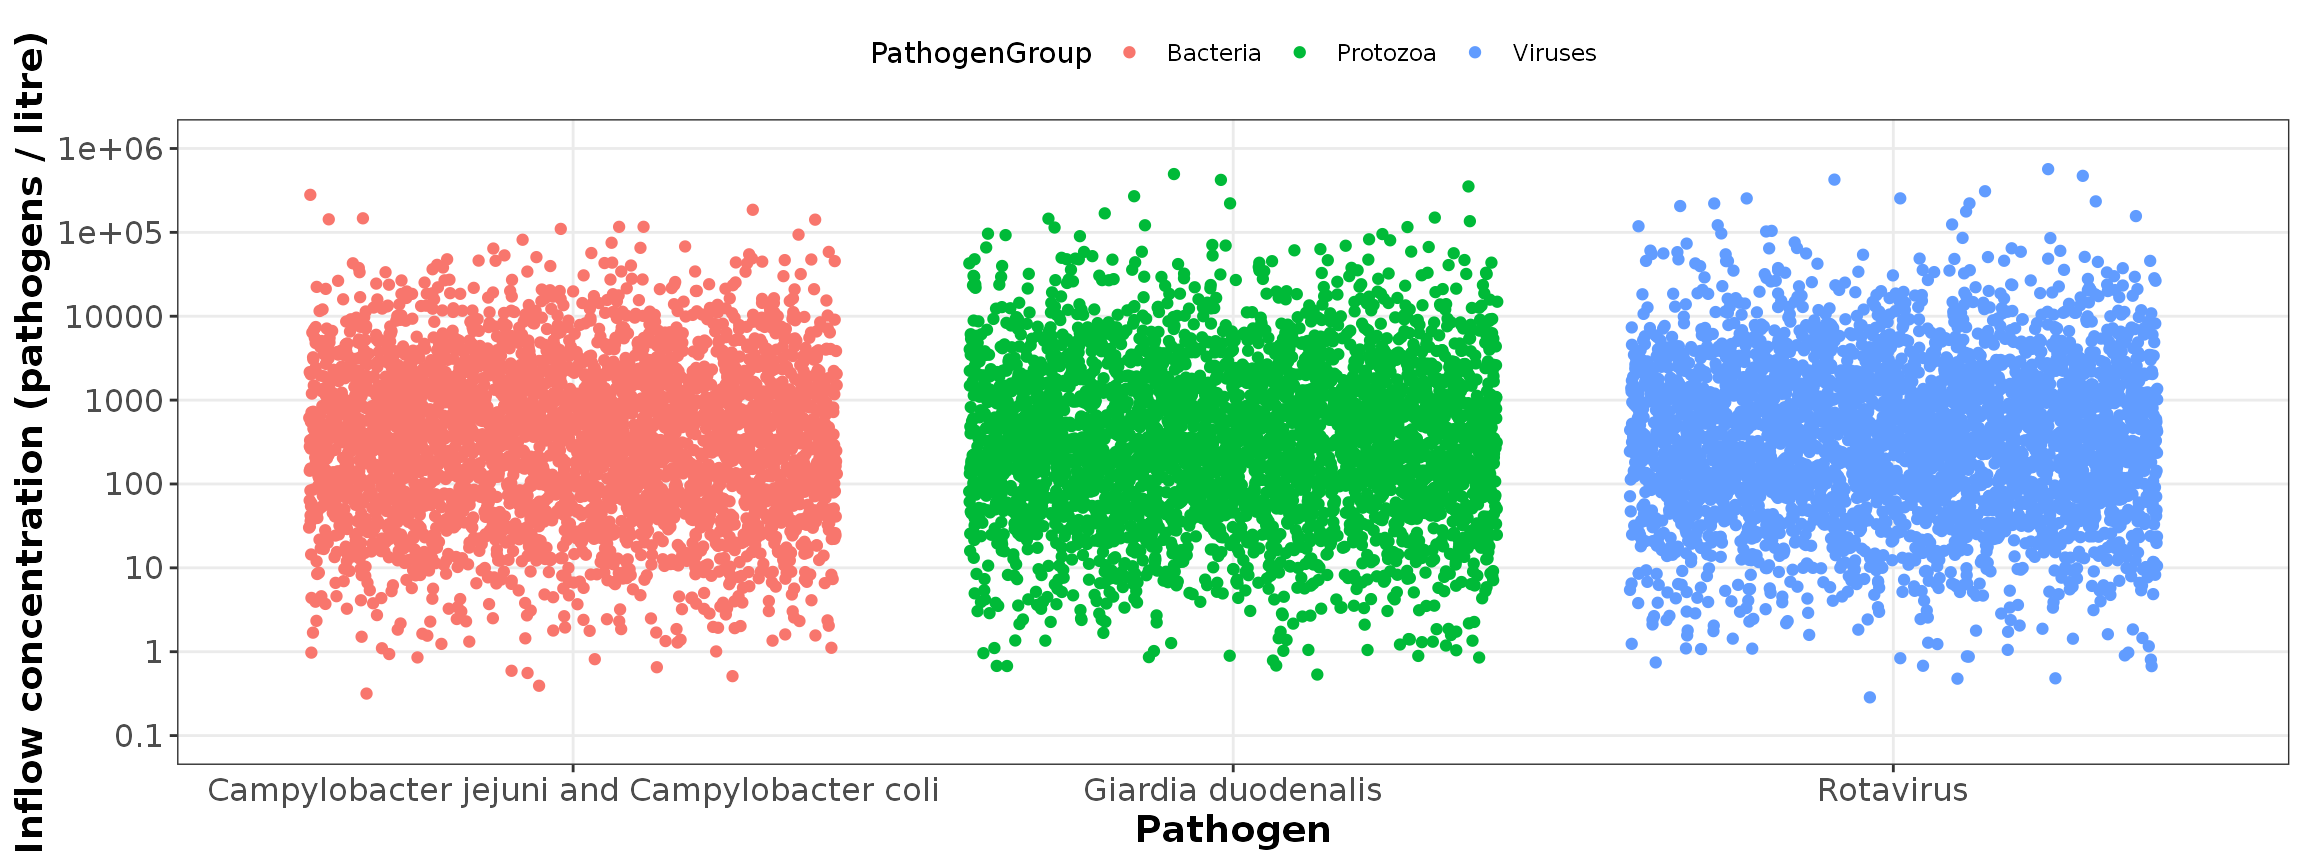 PathogenGroup Bacteria Protozoa Viruses
Inflow concentration (pathogens / litre)
1e+06
1e+05
10000
1000
100
10
1
0.1
Campylobacter jejuni and Campylobacter coli Giardia duodenalis Rotavirus
Pathogen